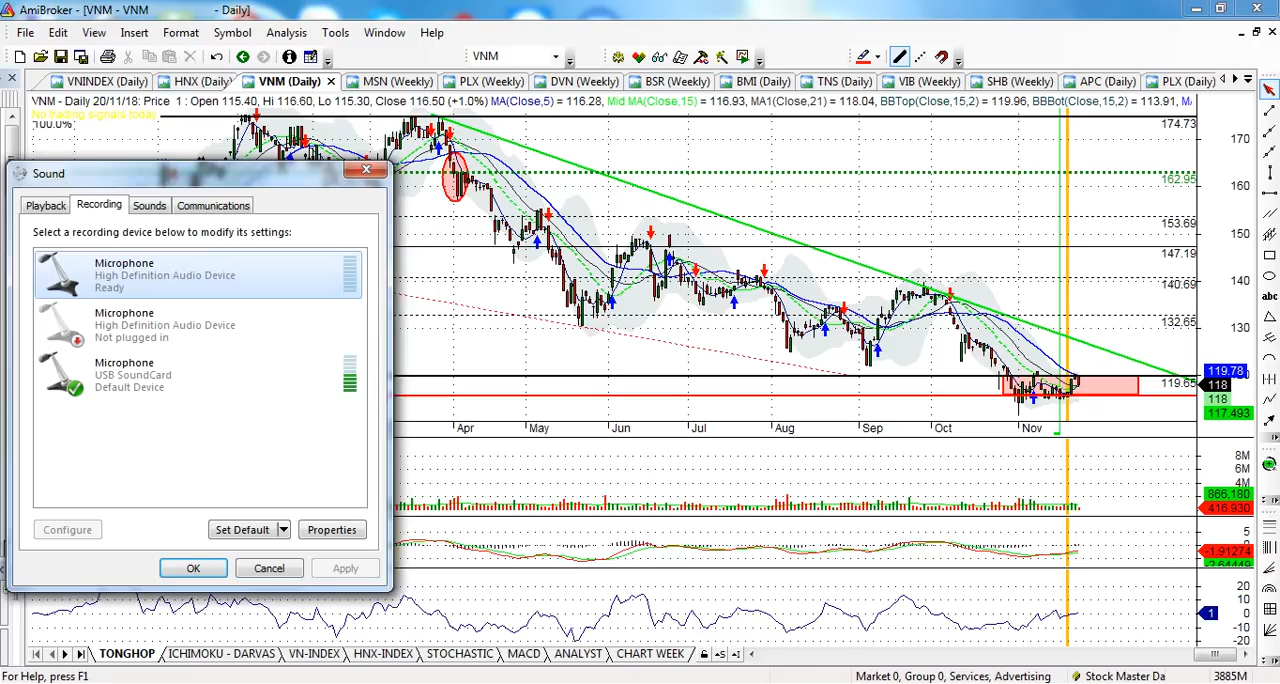 AmiBroker - [VNM - VNM - Daily]
File Edit View Insert Format Symbol Analysis Tools Window Help
VNM
VNINDEX (Daily) HNX (Daily) VNM (Daily) MSN (Weekly) PLX (Weekly) DVN (Weekly) BSR (Weekly) BMI (Daily) TNS (Daily) VIB (Weekly) SHB (Weekly) APC (Daily) PLX (Daily)
VNM - Daily 20/11/18: Price 1 : Open 115.40, Hi 116.60, Lo 115.30, Close 116.50 (+1.0%) MA(Close,5) = 116.28, Mid MA(Close,15) = 116.93, MA1(Close,21) = 118.04, BBTop(Close,15,2) = 119.96, BBBot(Close,15,2) = 113.91, MA
No trading signals today
100.0%
174.73
170
162.95
160
153.69
150
147.19
140.69
140
132.65
130
119.78
119.65
118
118
117.493
Sound
Playback Recording Sounds Communications
Select a recording device below to modify its settings:
Microphone
High Definition Audio Device
Ready
Microphone
High Definition Audio Device
Not plugged in
Microphone
USB SoundCard
Default Device
Configure Set Default Properties
OK Cancel Apply
Apr May Jun Jul Aug Sep Oct Nov
8M
6M
4M
866,180
416,930
5
-1.91274
20
10
1
-10
-20
TONGHOP ICHIMOKU - DARVAS VN-INDEX HNX-INDEX STOCHASTIC MACD ANALYST CHART WEEK
For Help, press F1 Market 0, Group 0, Services, Advertising Stock Master Da 3885M